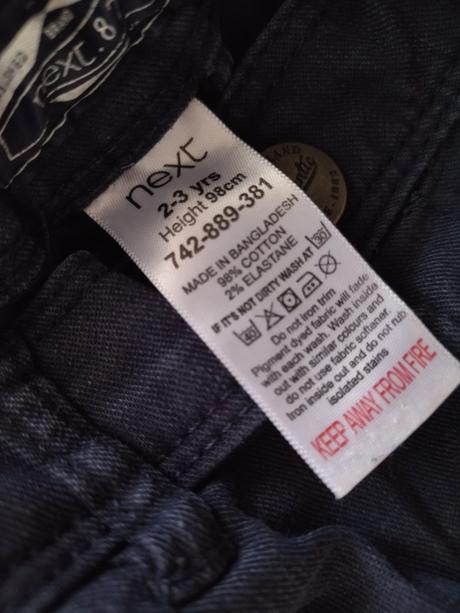 next.8
next
2-3 yrs
Height 98cm
742-889-381
MADE IN BANGLADESH
98% COTTON
2% ELASTANE
IF IT'S NOT DIRTY WASH AT 30
40
Do not iron trim
Pigment dyed fabric will fade
with each wash. Wash inside
out with similar colours and
do not use fabric softener.
Iron inside out and do not rub
isolated stains
KEEP AWAY FROM FIRE